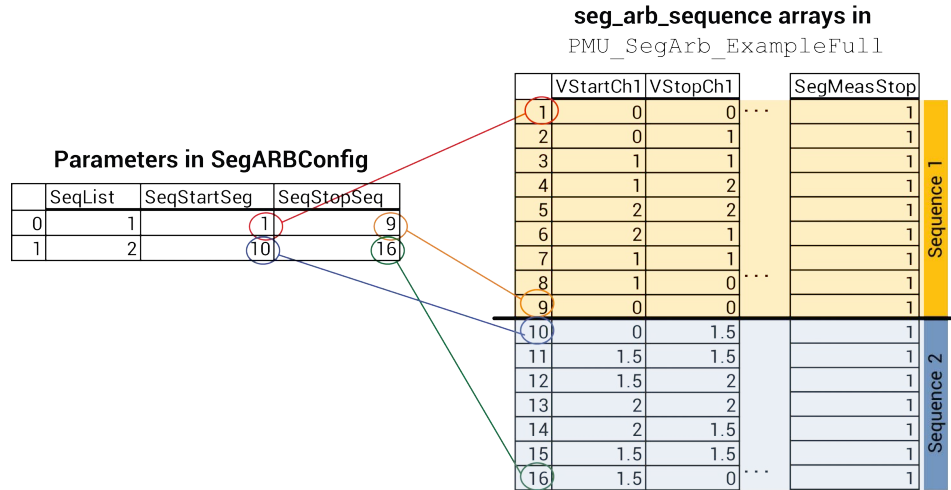 seg_arb_sequence arrays in
PMU_SegArb_ExampleFull
Parameters in SegARBConfig
SeqList SeqStartSeg SeqStopSeq
0 1 1 9
1 2 10 16
VStartCh1 VStopCh1 SegMeasStop
1 0 0 ... 1
2 0 1 1
3 1 1 1
4 1 2 1
5 2 2 1
6 2 1 1
7 1 1 1
8 1 0 ... 1
9 0 0 1
10 0 1.5 1
11 1.5 1.5 1
12 1.5 2 1
13 2 2 1
14 2 1.5 1
15 1.5 1.5 1
16 1.5 0 ... 1
Sequence 1
Sequence 2